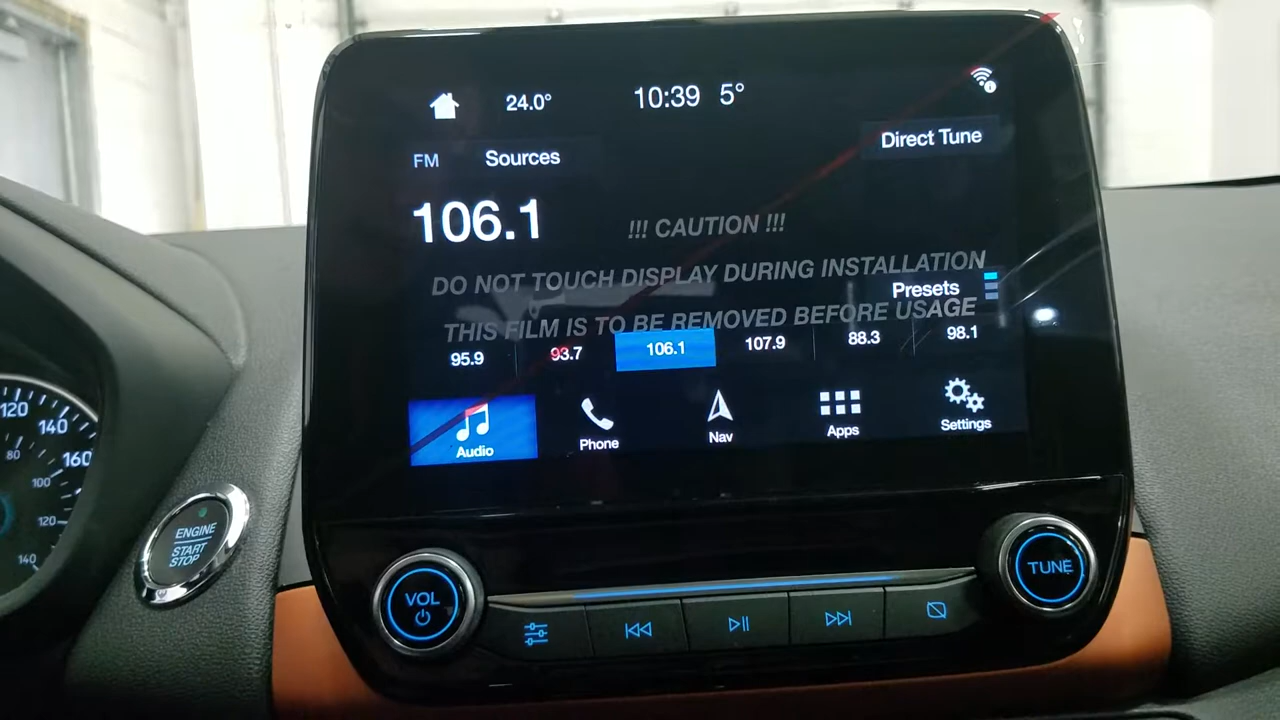 24.0° 10:39 5°
FM Sources Direct Tune
106.1
!!! CAUTION !!!
DO NOT TOUCH DISPLAY DURING INSTALLATION
Presets
THIS FILM IS TO BE REMOVED BEFORE USAGE
95.9 93.7 106.1 107.9 88.3 98.1
Audio Phone Nav Apps Settings
120
140
80
160
100
120
140
ENGINE
START
STOP
VOL
TUNE